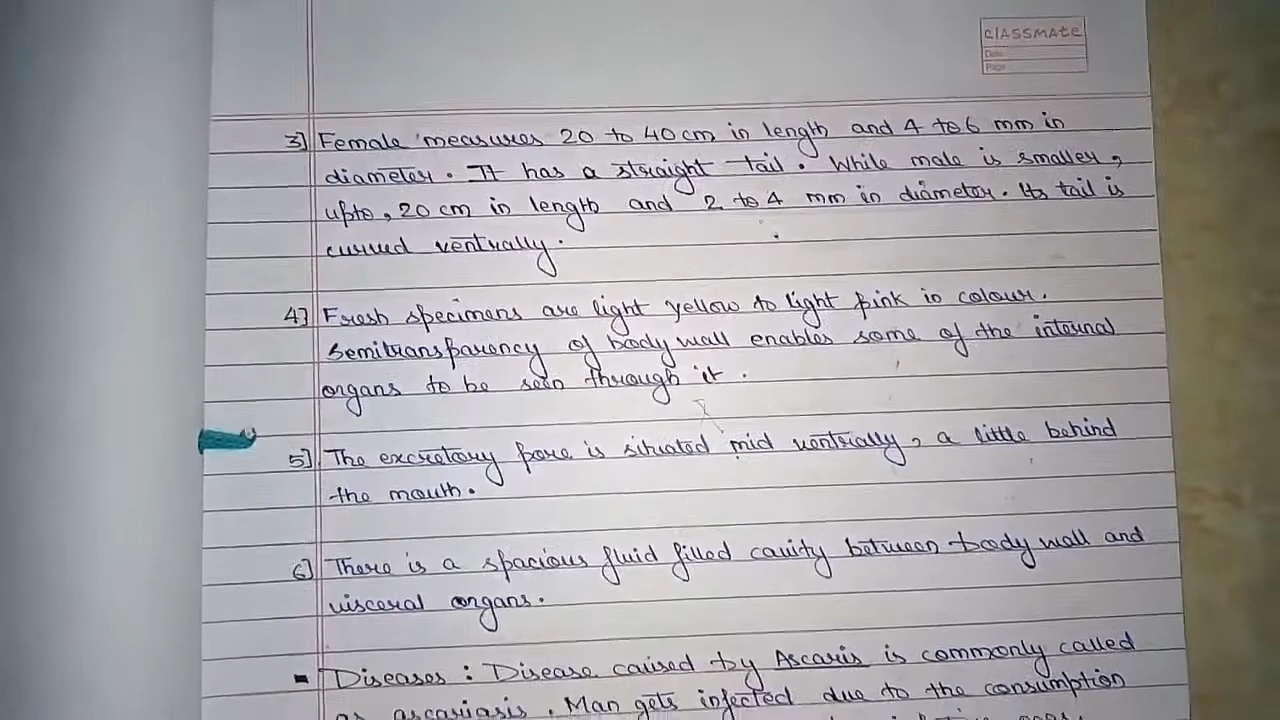 CLASSMATE
Date
Page
3] Female measures 20 to 40 cm in length and 4 to 6 mm in
diameter. It has a straight tail. While male is smaller,
upto, 20 cm in length and 2 to 4 mm in diameter. Its tail is
curved ventrally.
4] Fresh specimens are light yellow to light pink in colour.
Semitransparency of body wall enables some of the internal
organs to be seen through it.
5] The excretory pore is situated mid ventrally, a little behind
the mouth.
6] There is a spacious fluid filled cavity between body wall and
visceral organs.
- Diseases : Disease caused by Ascaris is commonly called
as ascariasis. Man gets infected due to the consumption